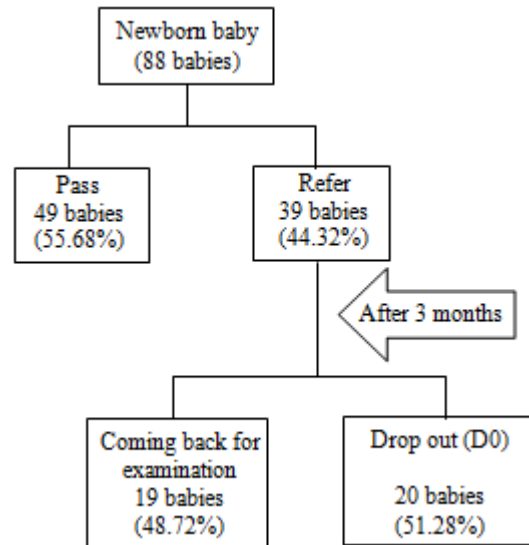 Newborn baby
(88 babies)
Pass
49 babies
(55.68%)
Refer
39 babies
(44.32%)
After 3 months
Coming back for
examination
19 babies
(48.72%)
Drop out (D0)
20 babies
(51.28%)